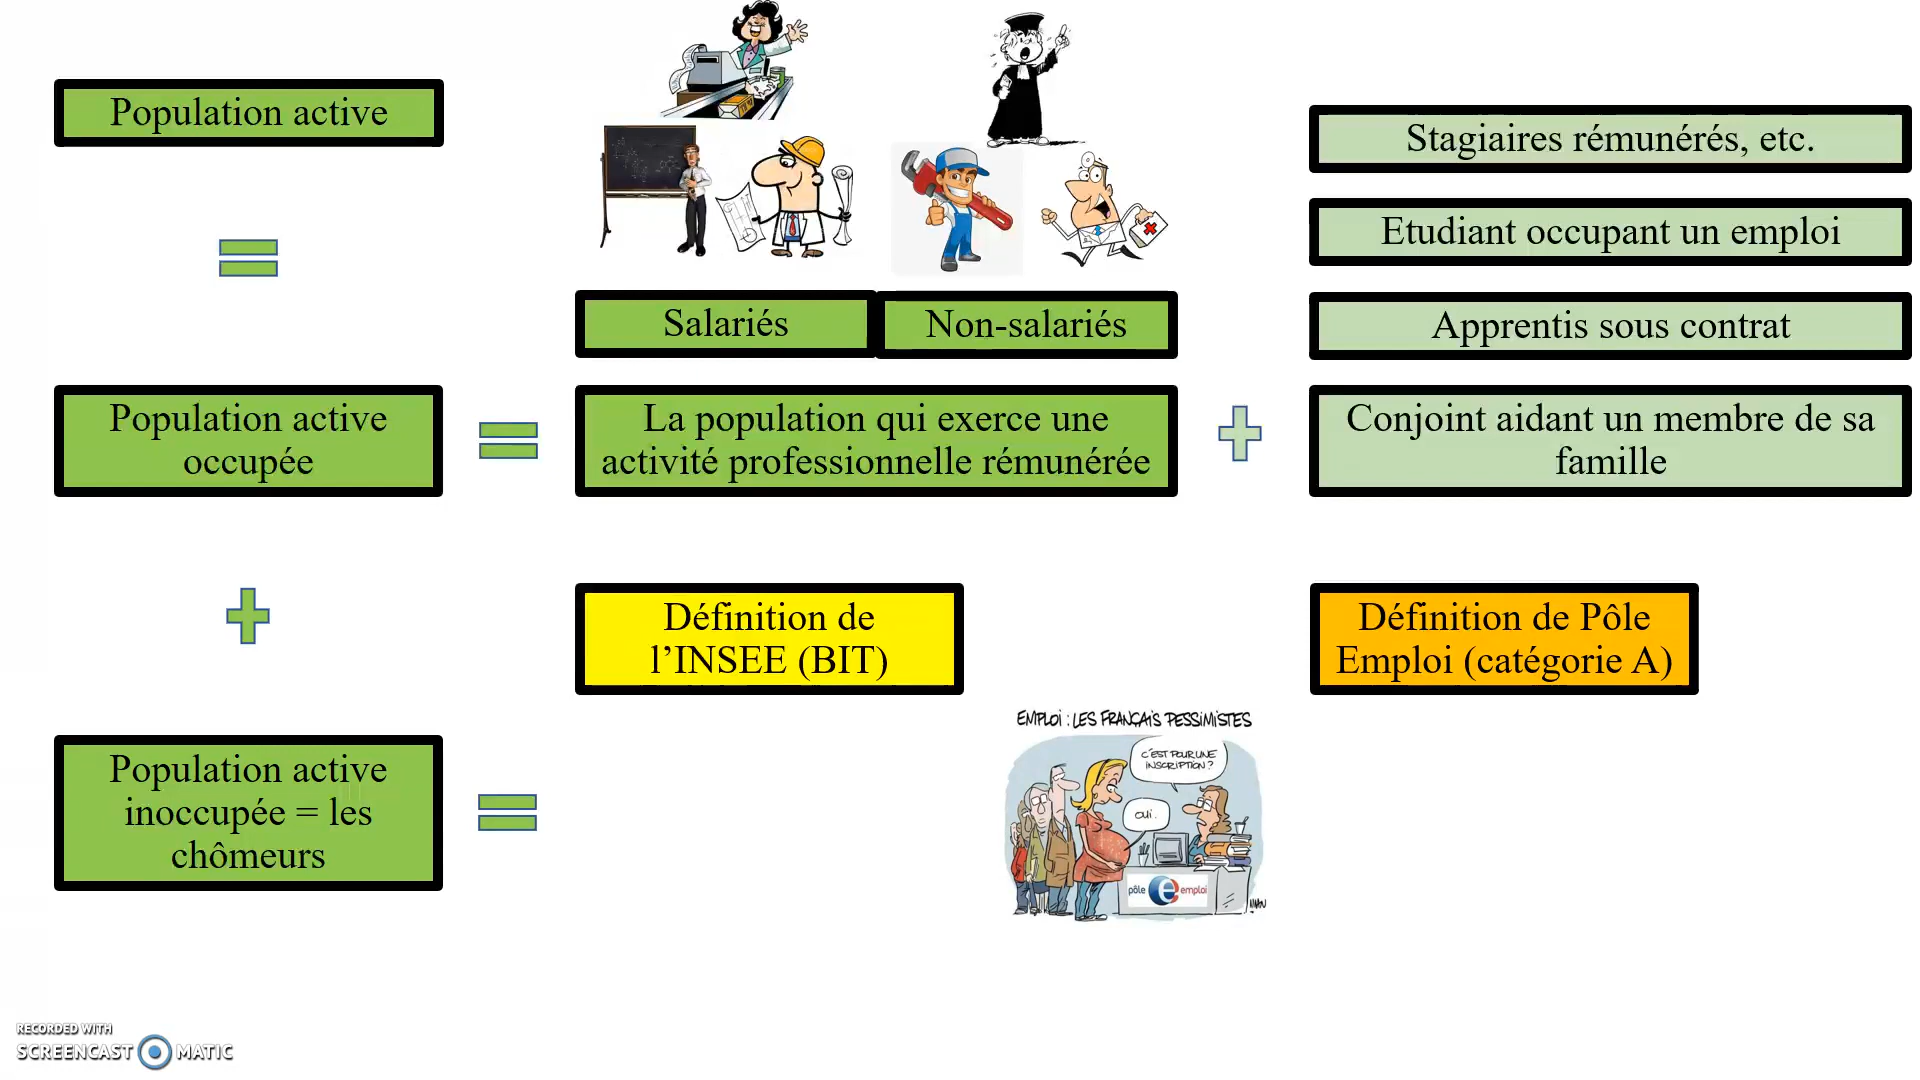 Population active
Stagiaires rémunérés, etc.
Etudiant occupant un emploi
Salariés
Non-salariés
Apprentis sous contrat
Population active
occupée
La population qui exerce une
activité professionnelle rémunérée
Conjoint aidant un membre de sa
famille
Définition de
l’INSEE (BIT)
Définition de Pôle
Emploi (catégorie A)
EMPLOI : LES FRANÇAIS PESSIMISTES
C'EST POUR UNE
INSCRIPTION ?
OUI.
pôle emploi
Population active
inoccupée = les
chômeurs
RECORDED WITH
SCREENCAST MATIC